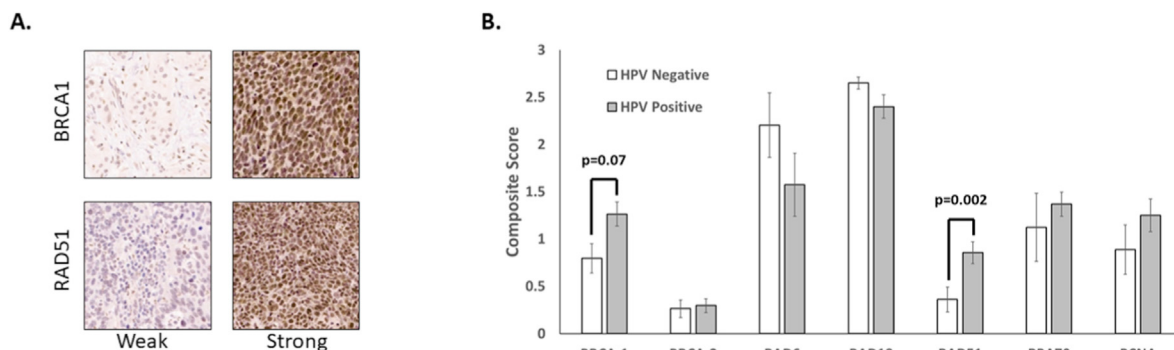 A.
B.
BRCA1
RAD51
Weak
Strong
3
2.5
2
1.5
1
0.5
0
Composite Score
HPV Negative
HPV Positive
p=0.07
p=0.002